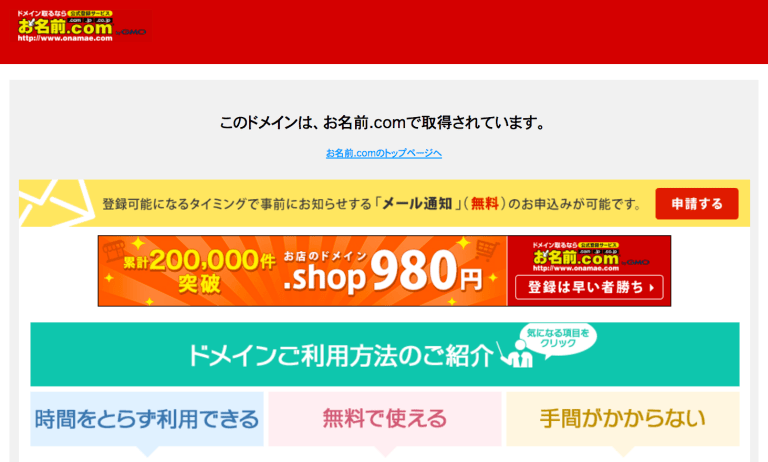 ドメイン取るなら 公式登録サービス
お名前.com .com .jp .co.jp
by GMO
http://www.onamae.com
このドメインは、お名前.comで取得されています。
お名前.comのトップページへ
登録可能になるタイミングで事前にお知らせする「メール通知」(無料)のお申込みが可能です。
申請する
累計200,000件
突破
お店のドメイン
.shop 980円
ドメイン取るなら 公式登録サービス
お名前.com .com .jp .co.jp
by GMO
http://www.onamae.com
登録は早い者勝ち
ドメインご利用方法のご紹介
気になる項目を
クリック
時間をとらず利用できる
無料で使える
手間がかからない